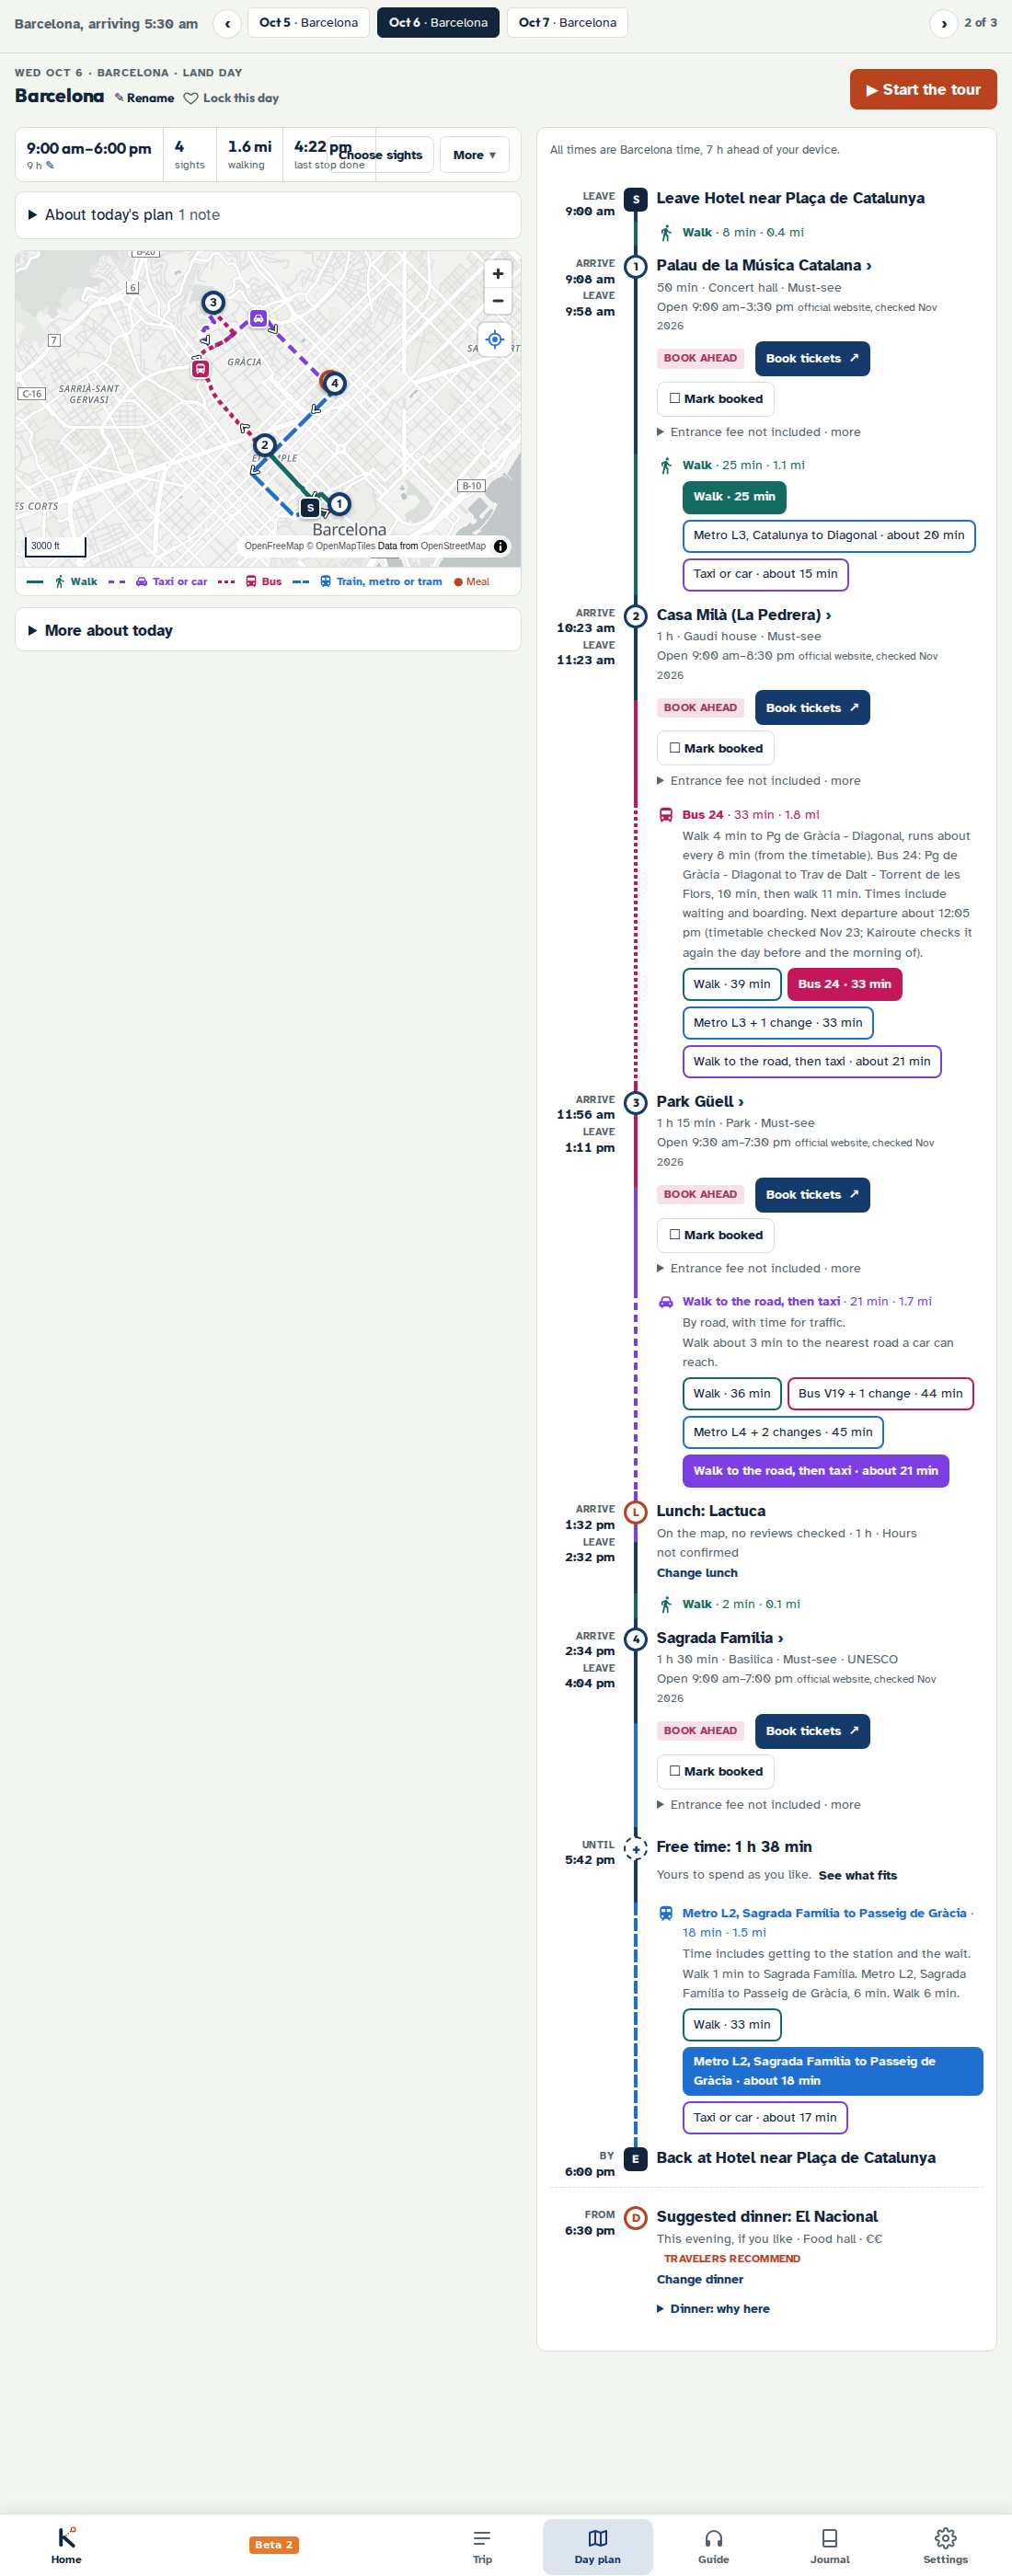 Barcelona, arriving 5:30 am
‹
Oct 5 · Barcelona
Oct 6 · Barcelona
Oct 7 · Barcelona
›
2 of 3
WED OCT 6 · BARCELONA · LAND DAY
Barcelona
✎ Rename
Lock this day
▶ Start the tour
9:00 am–6:00 pm
9 h ✎
4
sights
1.6 mi
walking
4:22 pm
last stop done
Choose sights
More ▾
▶ About today's plan 1 note
B-20
6
7
C-16
SARRIÀ-SANT
GERVASI
GRÀCIA
ES CORTS
B-10
Barcelona
3
4
2
S
1
+
−
3000 ft
OpenFreeMap © OpenMapTiles Data from OpenStreetMap
Walk
Taxi or car
Bus
Train, metro or tram
Meal
▶ More about today
All times are Barcelona time, 7 h ahead of your device.
LEAVE
9:00 am
S
Leave Hotel near Plaça de Catalunya
Walk · 8 min · 0.4 mi
ARRIVE
9:08 am
LEAVE
9:58 am
1
Palau de la Música Catalana ›
50 min · Concert hall · Must-see
Open 9:00 am–3:30 pm official website, checked Nov
2026
BOOK AHEAD
Book tickets ↗
☐ Mark booked
▶ Entrance fee not included · more
Walk · 25 min · 1.1 mi
Walk · 25 min
Metro L3, Catalunya to Diagonal · about 20 min
Taxi or car · about 15 min
ARRIVE
10:23 am
LEAVE
11:23 am
2
Casa Milà (La Pedrera) ›
1 h · Gaudí house · Must-see
Open 9:00 am–8:30 pm official website, checked Nov
2026
BOOK AHEAD
Book tickets ↗
☐ Mark booked
▶ Entrance fee not included · more
Bus 24 · 33 min · 1.8 mi
Walk 4 min to Pg de Gràcia - Diagonal, runs about
every 8 min (from the timetable). Bus 24: Pg de
Gràcia - Diagonal to Trav de Dalt - Torrent de les
Flors, 10 min, then walk 11 min. Times include
waiting and boarding. Next departure about 12:05
pm (timetable checked Nov 23; Kairoute checks it
again the day before and the morning of).
Walk · 39 min
Bus 24 · 33 min
Metro L3 + 1 change · 33 min
Walk to the road, then taxi · about 21 min
ARRIVE
11:56 am
LEAVE
1:11 pm
3
Park Güell ›
1 h 15 min · Park · Must-see
Open 9:30 am–7:30 pm official website, checked Nov
2026
BOOK AHEAD
Book tickets ↗
☐ Mark booked
▶ Entrance fee not included · more
Walk to the road, then taxi · 21 min · 1.7 mi
By road, with time for traffic.
Walk about 3 min to the nearest road a car can
reach.
Walk · 36 min
Bus V19 + 1 change · 44 min
Metro L4 + 2 changes · 45 min
Walk to the road, then taxi · about 21 min
ARRIVE
1:32 pm
LEAVE
2:32 pm
L
Lunch: Lactuca
On the map, no reviews checked · 1 h · Hours
not confirmed
Change lunch
Walk · 2 min · 0.1 mi
ARRIVE
2:34 pm
LEAVE
4:04 pm
4
Sagrada Família ›
1 h 30 min · Basilica · Must-see · UNESCO
Open 9:00 am–7:00 pm official website, checked Nov
2026
BOOK AHEAD
Book tickets ↗
☐ Mark booked
▶ Entrance fee not included · more
UNTIL
5:42 pm
+
Free time: 1 h 38 min
Yours to spend as you like. See what fits
Metro L2, Sagrada Família to Passeig de Gràcia ·
18 min · 1.5 mi
Time includes getting to the station and the wait.
Walk 1 min to Sagrada Família. Metro L2, Sagrada
Família to Passeig de Gràcia, 6 min. Walk 6 min.
Walk · 33 min
Metro L2, Sagrada Família to Passeig de
Gràcia · about 18 min
Taxi or car · about 17 min
BY
6:00 pm
E
Back at Hotel near Plaça de Catalunya
FROM
6:30 pm
D
Suggested dinner: El Nacional
This evening, if you like · Food hall · €€
TRAVELERS RECOMMEND
Change dinner
▶ Dinner: why here
Home
Beta 2
Trip
Day plan
Guide
Journal
Settings